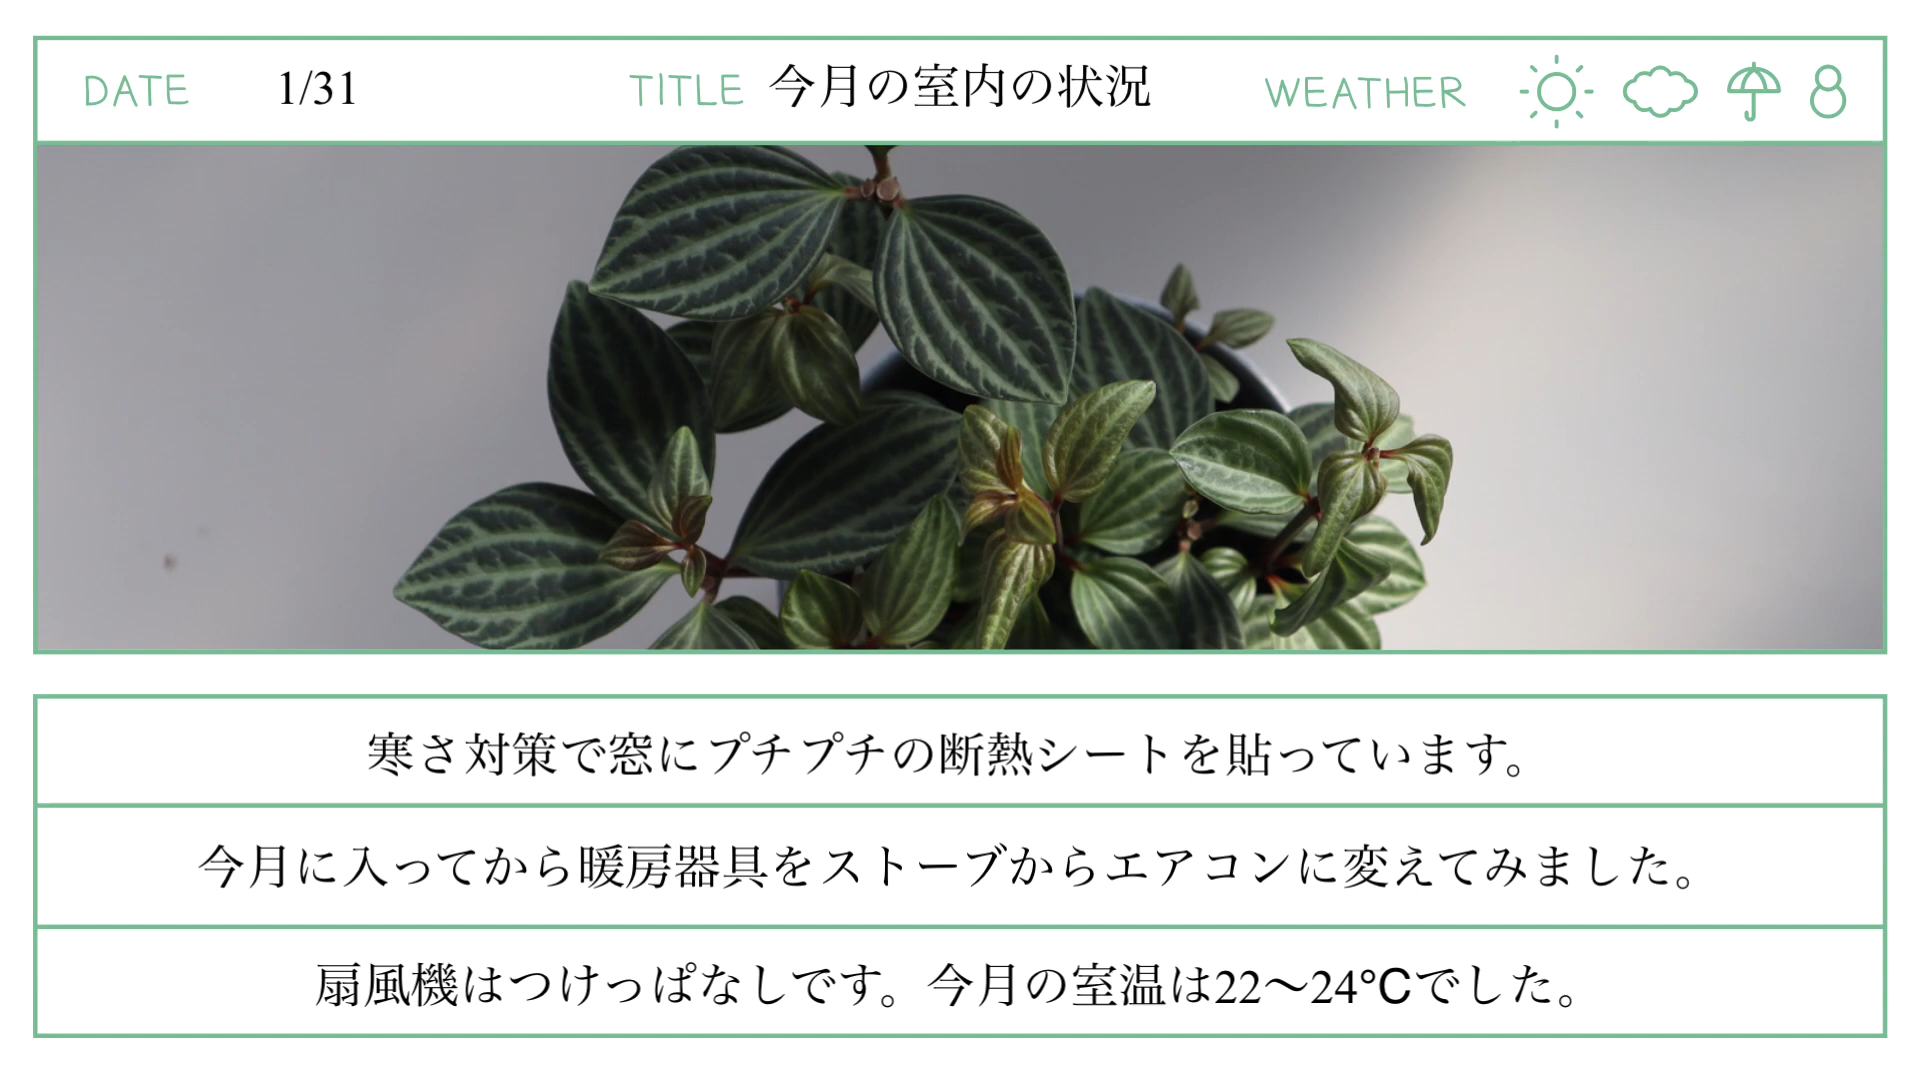 DATE 1/31 TITLE 今月の室内の状況 WEATHER
寒さ対策で窓にプチプチの断熱シートを貼っています。
今月に入ってから暖房器具をストーブからエアコンに変えてみました。
扇風機はつけっぱなしです。今月の室温は22〜24℃でした。